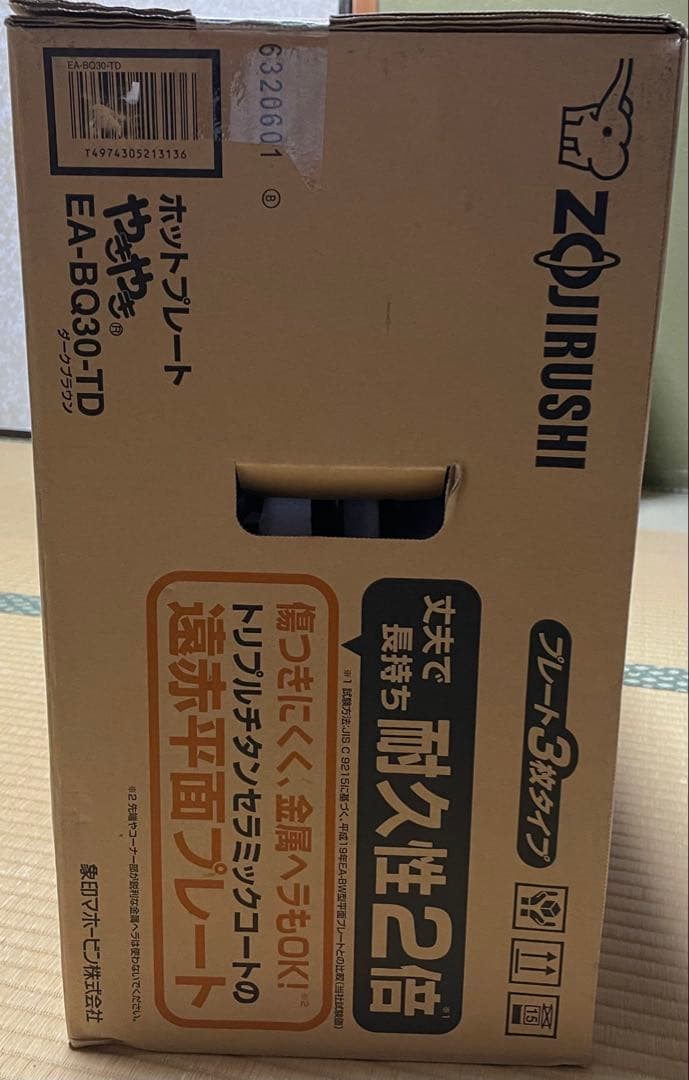 EA-BQ30-TD
T4974305213136
6320601
B
ZOJIRUSHI
ホットプレート
やきやき®
EA-BQ30-TD
ダークブラウン
プレート3枚タイプ
丈夫で
長持ち
耐久性2倍※1
※1 試験方法:JIS C 9215に基づく。平成19年EA-BW型平面プレートとの比較(当社試験値)
傷つきにくく、金属ヘラもOK!※2
トリプルチタンセラミックコートの
遠赤平面プレート
※2 先端やコーナー部が鋭利な金属ヘラは使わないでください。
象印マホービン株式会社
15